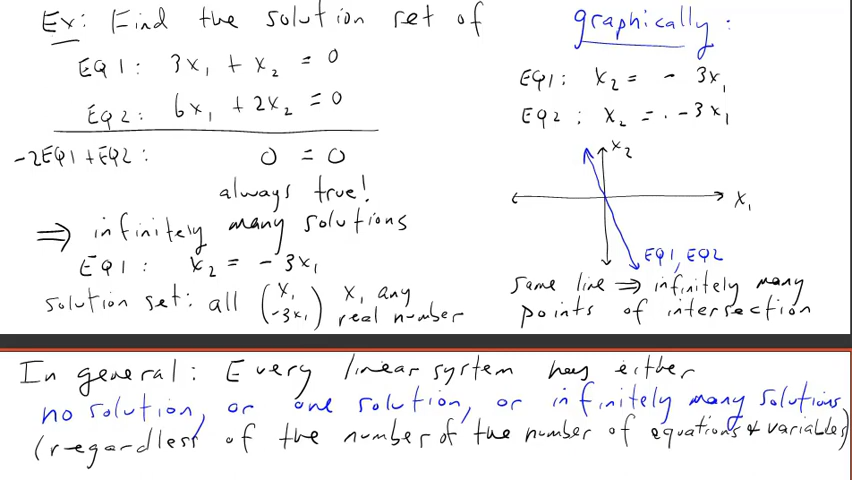 Ex: Find the solution set of
EQ1: 3x₁ + x₂ = 0
EQ2: 6x₁ + 2x₂ = 0
-2EQ1 + EQ2: 0 = 0
always true!
⇒ infinitely many solutions
EQ1: x₂ = -3x₁
solution set: all (x₁ -3x₁) x₁ any
real number
graphically:
EQ1: x₂ = - 3x₁
EQ2: x₂ = . -3x₁
x₂
x₁
EQ1, EQ2
same line ⇒ infinitely many
points of intersection
In general: Every linear system has either
no solution, or one solution, or infinitely many solutions
(regardless of the number of the number of equations & variables)